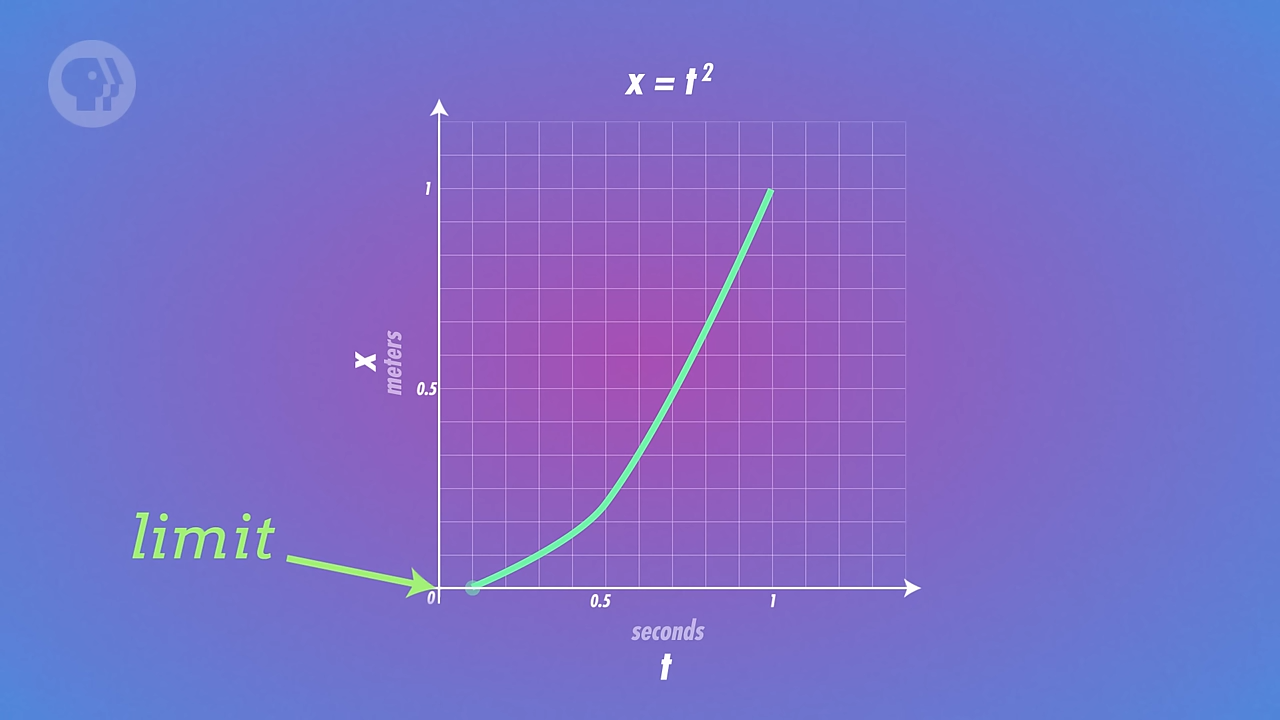 x = t²
1
x
meters
0.5
limit
0
0.5
1
seconds
t